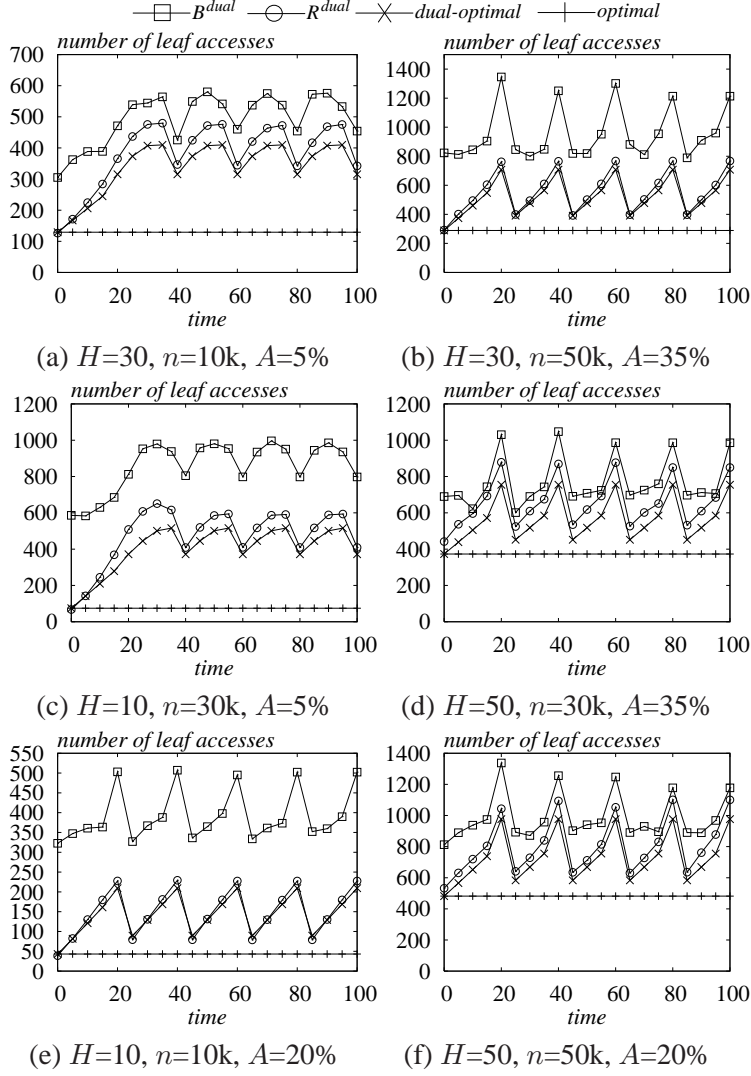 B^dual R^dual dual-optimal optimal
number of leaf accesses
700
600
500
400
300
200
100
0
0 20 40 60 80 100
time
(a) H=30, n=10k, A=5%
number of leaf accesses
1400
1200
1000
800
600
400
200
0
0 20 40 60 80 100
time
(b) H=30, n=50k, A=35%
number of leaf accesses
1200
1000
800
600
400
200
0
0 20 40 60 80 100
time
(c) H=10, n=30k, A=5%
number of leaf accesses
1200
1000
800
600
400
200
0
0 20 40 60 80 100
time
(d) H=50, n=30k, A=35%
number of leaf accesses
550
500
450
400
350
300
250
200
150
100
50
0
0 20 40 60 80 100
time
(e) H=10, n=10k, A=20%
number of leaf accesses
1400
1200
1000
800
600
400
200
0
0 20 40 60 80 100
time
(f) H=50, n=50k, A=20%